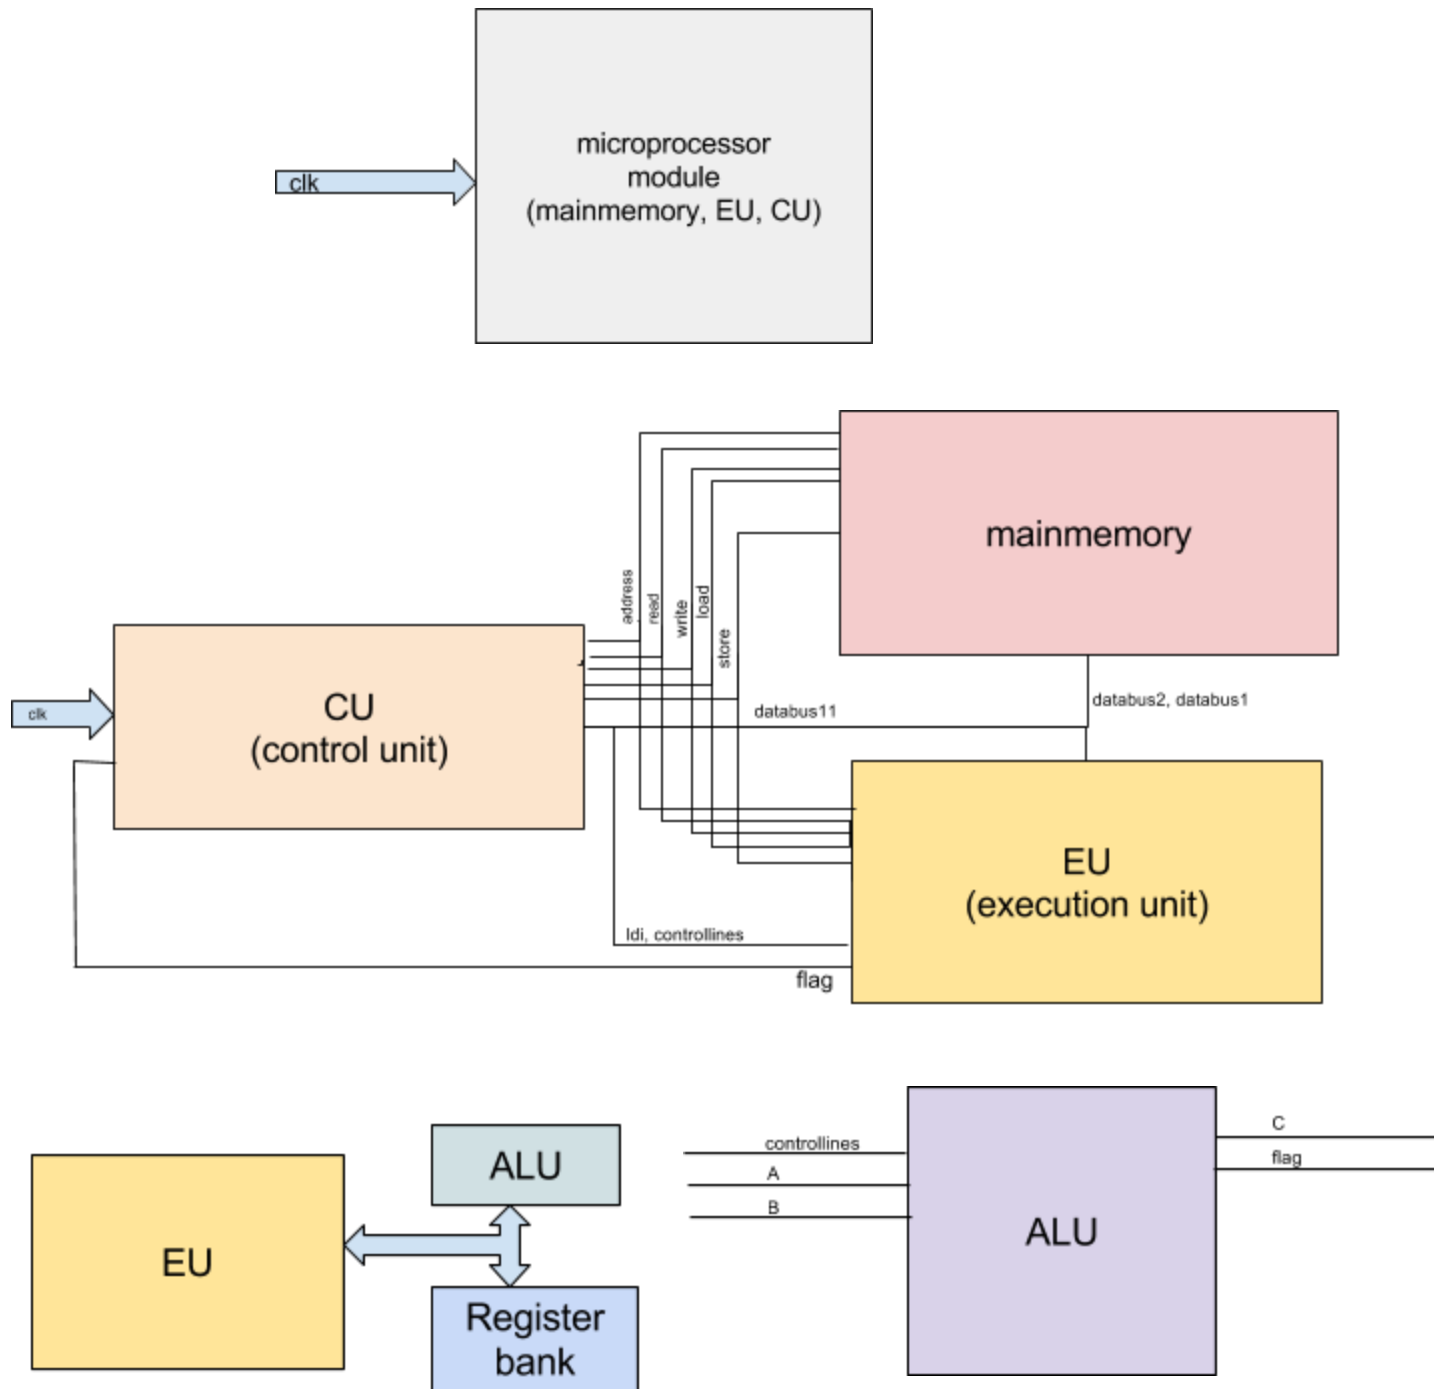 microprocessor
module
(mainmemory, EU, CU)
clk
mainmemory
address
read
write
load
store
CU
(control unit)
clk
databus11
databus2, databus1
EU
(execution unit)
ldi, controllines
flag
ALU
EU
Register
bank
controllines
A
B
ALU
C
flag